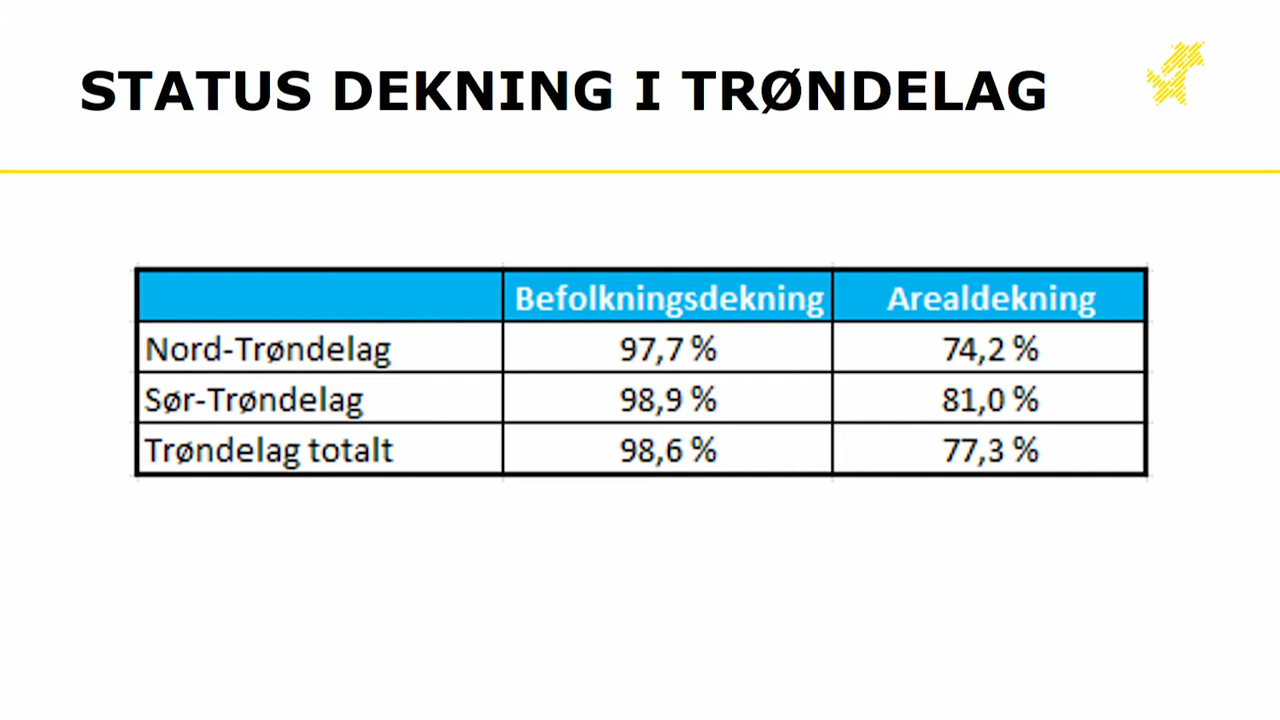 STATUS DEKNING I TRØNDELAG
Befolkningsdekning Arealdekning
Nord-Trøndelag 97,7 % 74,2 %
Sør-Trøndelag 98,9 % 81,0 %
Trøndelag totalt 98,6 % 77,3 %